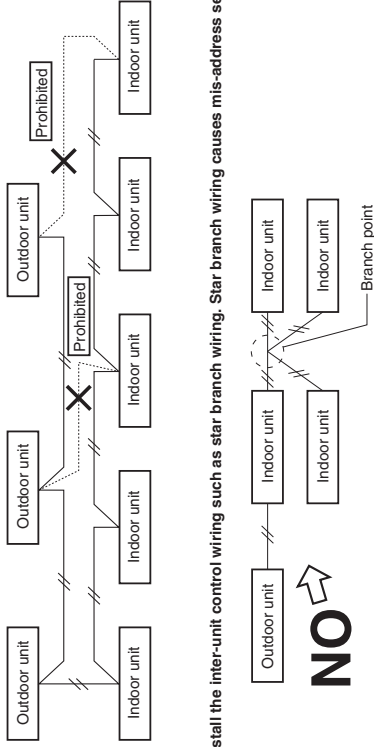 Outdoor unit
Outdoor unit
Outdoor unit
Prohibited
Prohibited
Indoor unit
Indoor unit
Indoor unit
Indoor unit
Indoor unit
stall the inter-unit control wiring such as star branch wiring. Star branch wiring causes mis-address se
Outdoor unit
Indoor unit
Indoor unit
Indoor unit
Indoor unit
NO
Branch point